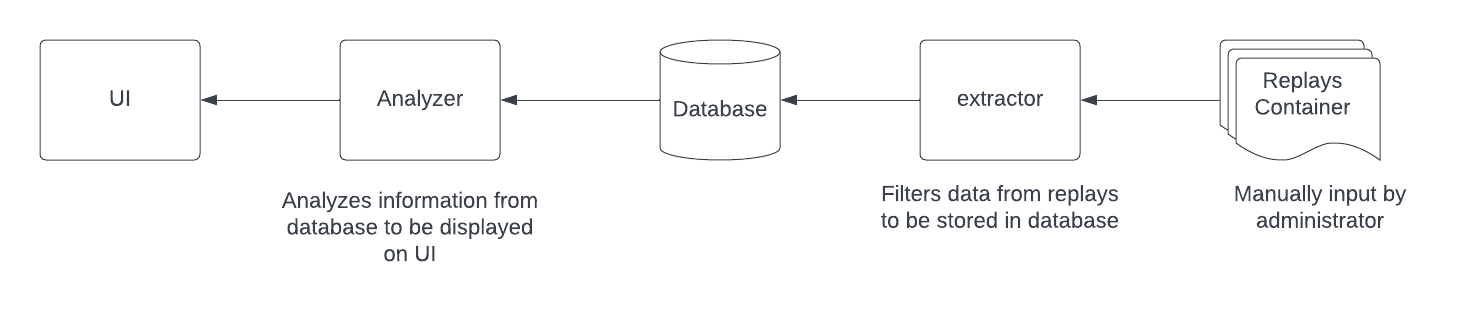 UI
Analyzer
Database
extractor
Replays
Container
Analyzes information from
database to be displayed
on UI
Filters data from replays
to be stored in database
Manually input by
administrator